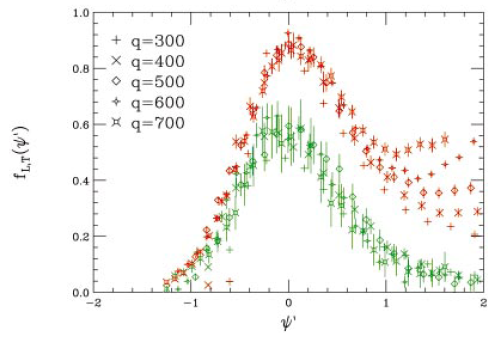 1.0
0.8
0.6
0.4
0.2
0.0
f L,T (ψ')
+ q=300
× q=400
◇ q=500
✦ q=600
¤ q=700
−2 −1 0 1 2
ψ'